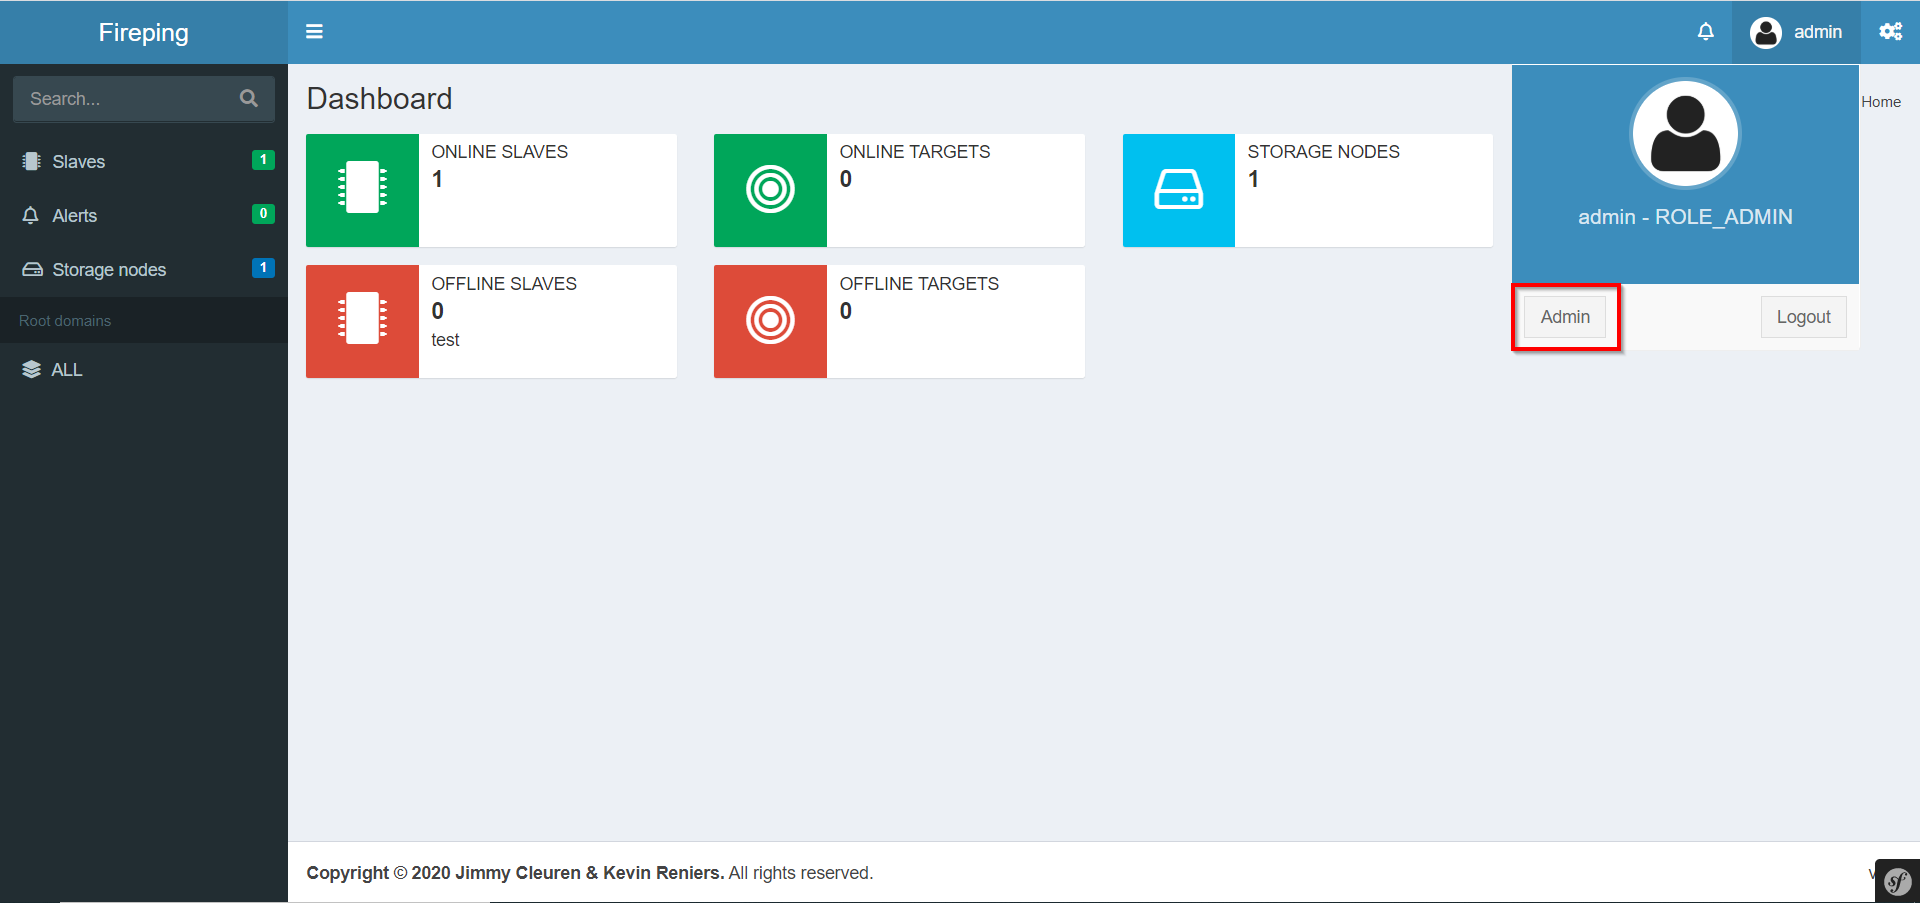 Fireping
admin
Search...
Slaves 1
Alerts 0
Storage nodes 1
Root domains
ALL
Dashboard
Home
ONLINE SLAVES
1
ONLINE TARGETS
0
STORAGE NODES
1
OFFLINE SLAVES
0
test
OFFLINE TARGETS
0
admin - ROLE_ADMIN
Admin
Logout
Copyright © 2020 Jimmy Cleuren & Kevin Reniers. All rights reserved.
sf